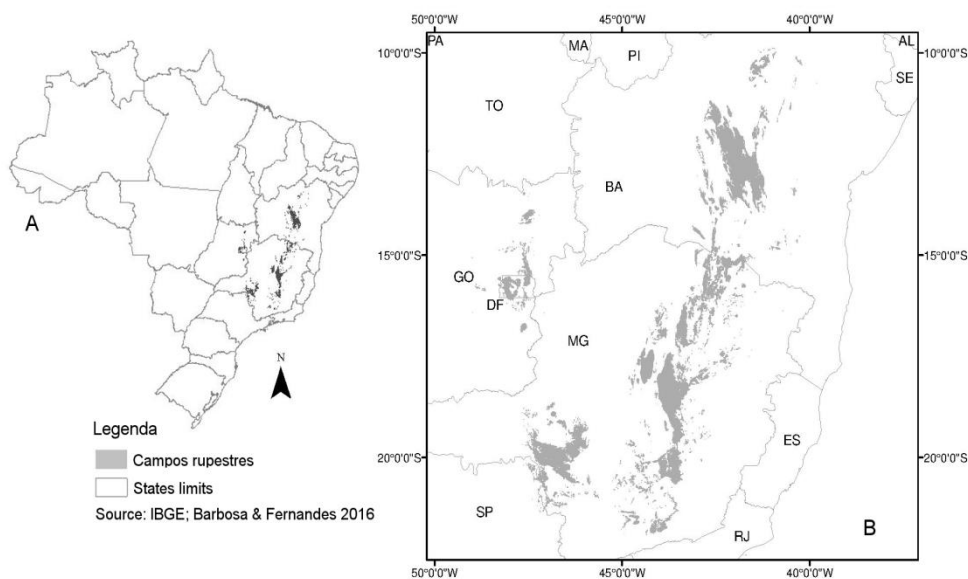 A
N
Legenda
Campos rupestres
States limits
Source: IBGE; Barbosa & Fernandes 2016
50°0'0"W 45°0'0"W 40°0'0"W
10°0'0"S PA MA PI AL 10°0'0"S
SE
TO
BA
15°0'0"S 15°0'0"S
GO
DF
MG
ES
20°0'0"S 20°0'0"S
SP
RJ B
50°0'0"W 45°0'0"W 40°0'0"W